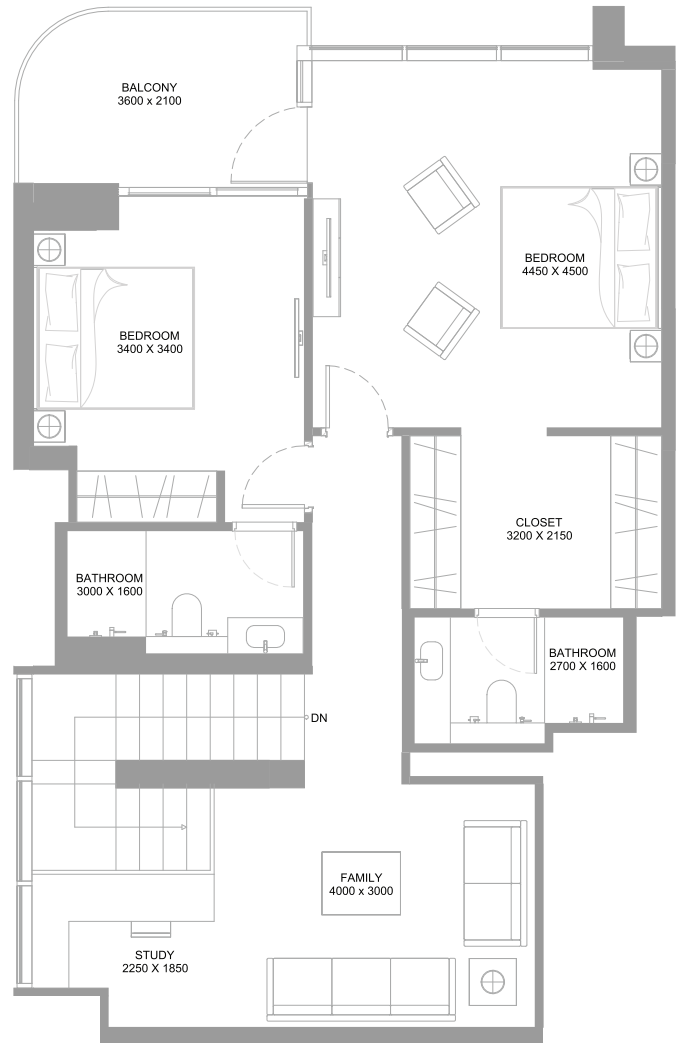 BALCONY
3600 x 2100
BEDROOM
4450 X 4500
BEDROOM
3400 X 3400
CLOSET
3200 X 2150
BATHROOM
3000 X 1600
BATHROOM
2700 X 1600
DN
FAMILY
4000 x 3000
STUDY
2250 X 1850